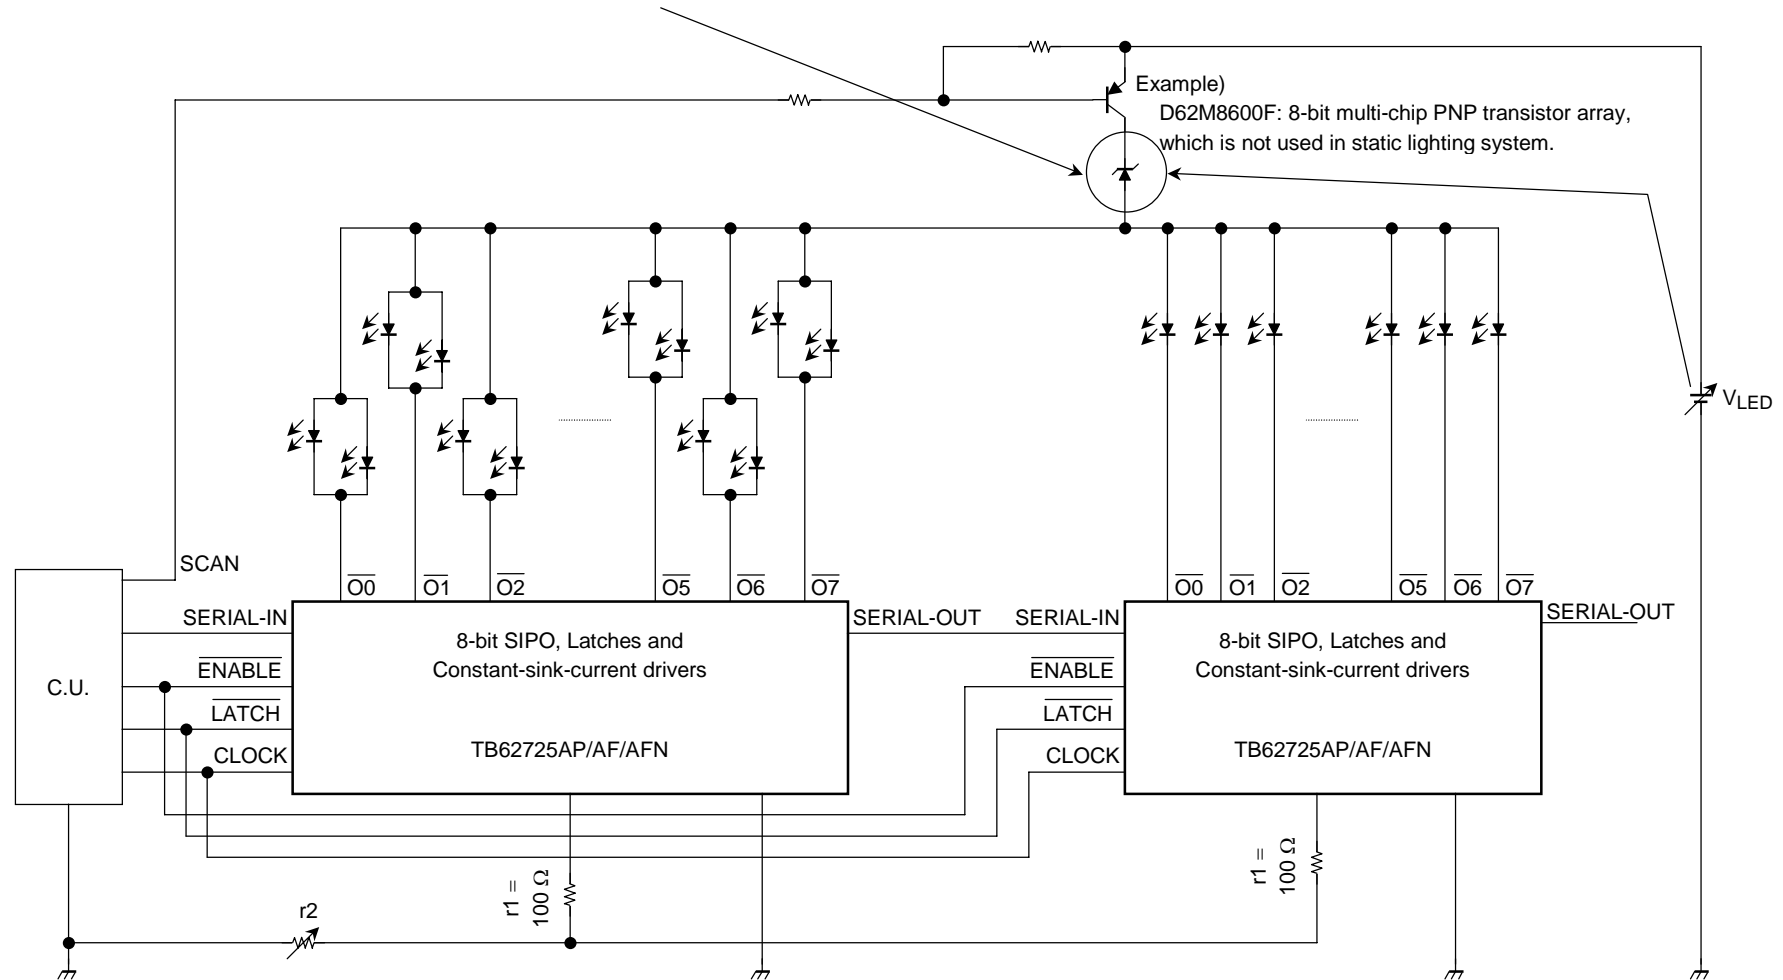 Example)
D62M8600F: 8-bit multi-chip PNP transistor array,
which is not used in static lighting system.
VLED
SCAN
O0 O1 O2 O5 O6 O7
O0 O1 O2 O5 O6 O7
SERIAL-IN
SERIAL-OUT
SERIAL-IN
SERIAL-OUT
8-bit SIPO, Latches and
Constant-sink-current drivers
8-bit SIPO, Latches and
Constant-sink-current drivers
ENABLE
ENABLE
C.U.
LATCH
LATCH
CLOCK
TB62725AP/AF/AFN
CLOCK
TB62725AP/AF/AFN
r1 =
100 Ω
r1 =
100 Ω
r2